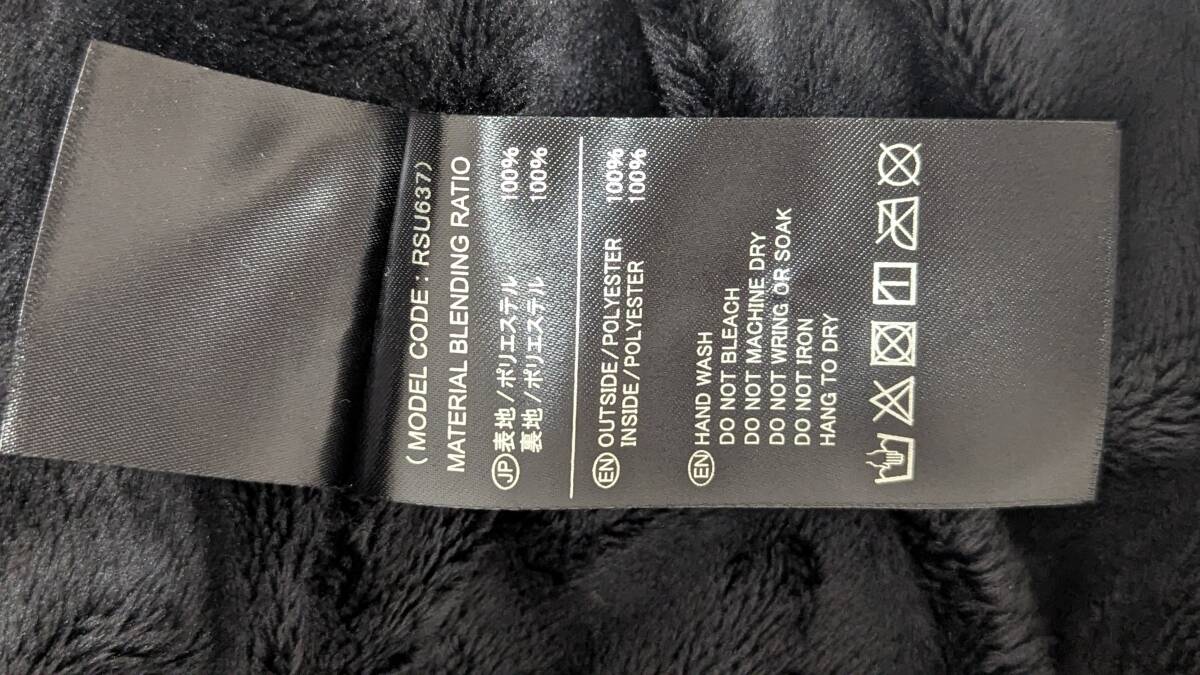 (MODEL CODE : RSU637)
MATERIAL BLENDING RATIO
JP 表地/ポリエステル 100%
裏地/ポリエステル 100%
EN OUTSIDE/POLYESTER 100%
INSIDE/POLYESTER 100%
EN HAND WASH
DO NOT BLEACH
DO NOT MACHINE DRY
DO NOT WRING OR SOAK
DO NOT IRON
HANG TO DRY